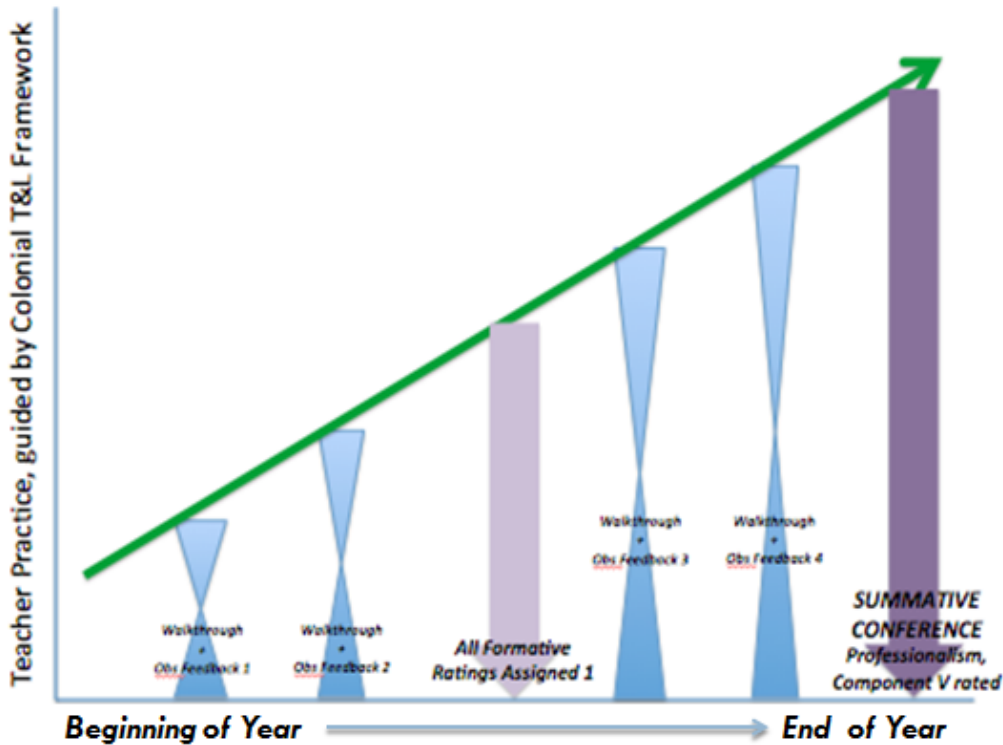 Teacher Practice, guided by Colonial T&L Framework
Walkthrough
+
Obs Feedback 1
Walkthrough
+
Obs Feedback 2
All Formative
Ratings Assigned 1
Walkthrough
+
Obs Feedback 3
Walkthrough
+
Obs Feedback 4
SUMMATIVE
CONFERENCE
Professionalism,
Component V rated
Beginning of Year
End of Year